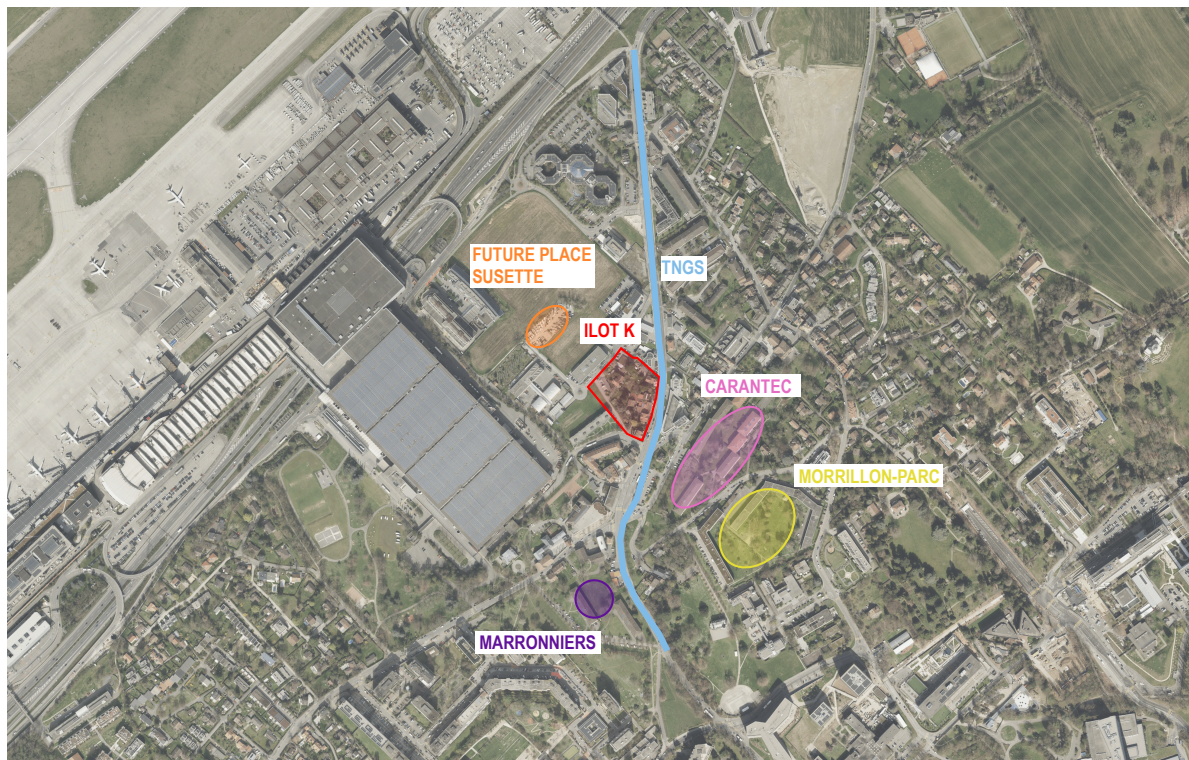 FUTURE PLACE
SUSETTE
TNGS
ILOT K
CARANTEC
MORRILLON-PARC
MARRONNIERS